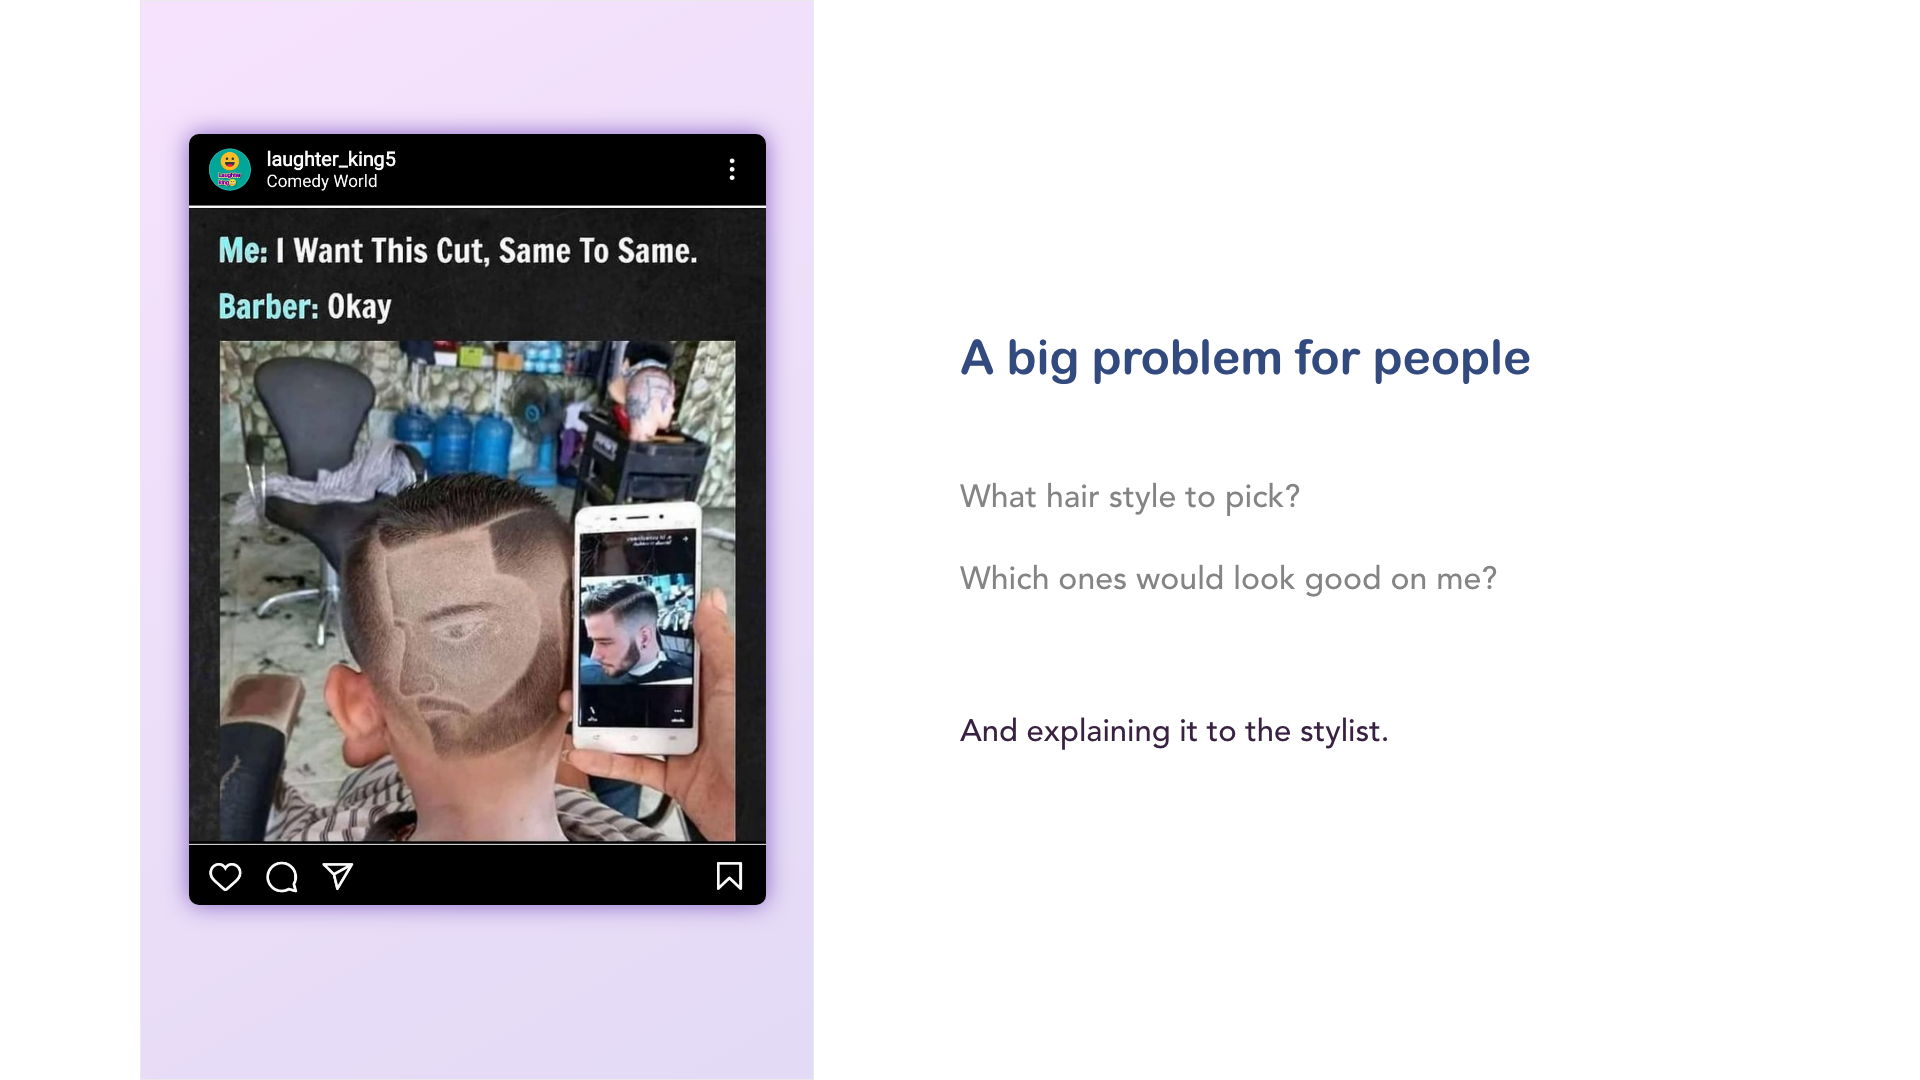 laughter_king5
Comedy World
Me: I Want This Cut, Same To Same.
Barber: Okay
A big problem for people
What hair style to pick?
Which ones would look good on me?
And explaining it to the stylist.